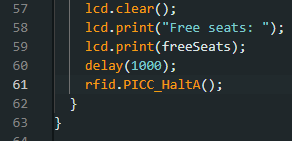 57 lcd.clear();
58 lcd.print("Free seats: ");
59 lcd.print(freeSeats);
60 delay(1000);
61 rfid.PICC_HaltA();
62 }
63 }